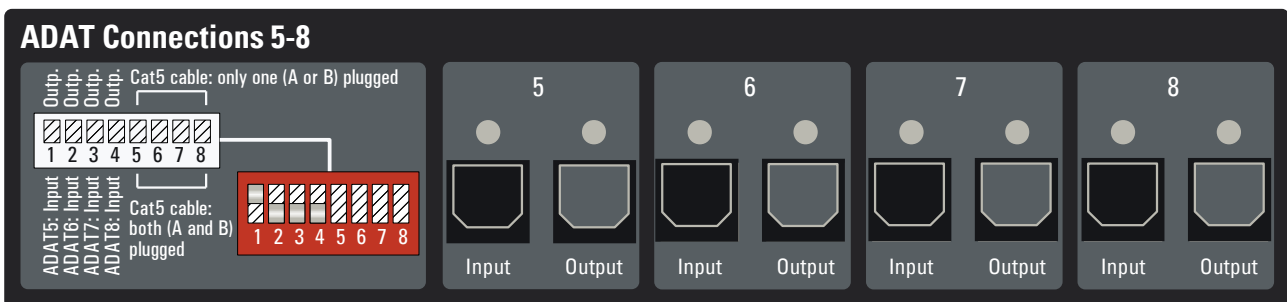 ADAT Connections 5-8
Outp.
Outp.
Outp.
Outp.
Cat5 cable: only one (A or B) plugged
1 2 3 4 5 6 7 8
ADAT5: Input
ADAT6: Input
ADAT7: Input
ADAT8: Input
Cat5 cable:
both (A and B)
plugged
1 2 3 4 5 6 7 8
5
Input Output
6
Input Output
7
Input Output
8
Input Output